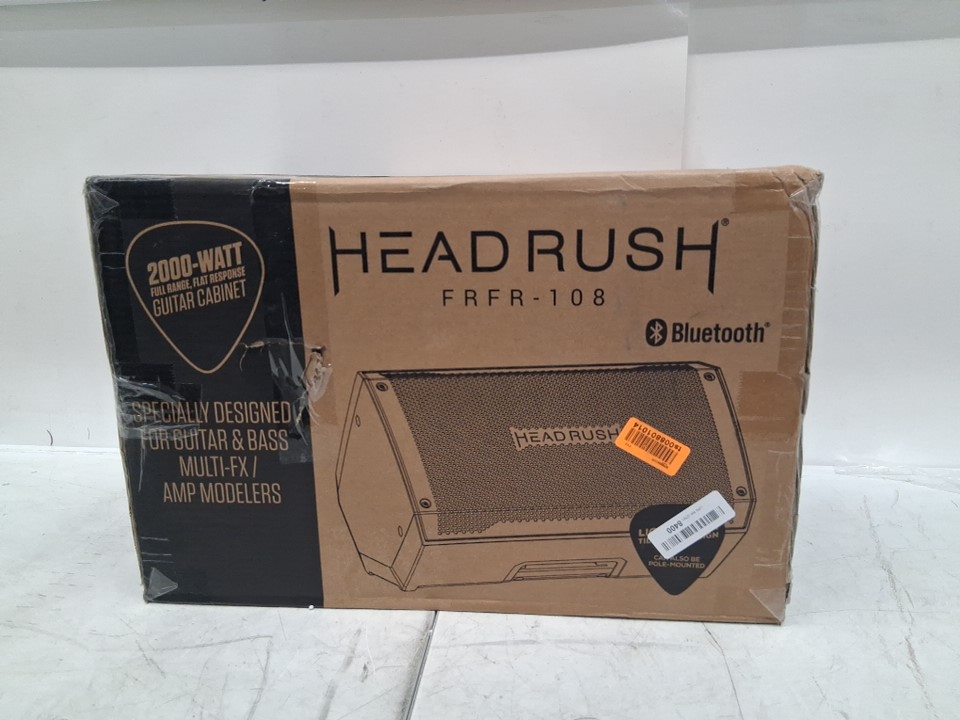 2000-WATT
FULL RANGE, FLAT RESPONSE
GUITAR CABINET
HEADRUSH®
FRFR-108
Bluetooth®
SPECIALLY DESIGNED
FOR GUITAR & BASS
MULTI-FX /
AMP MODELERS
HEADRUSH
8406
ALSO BE
POLE-MOUNTED